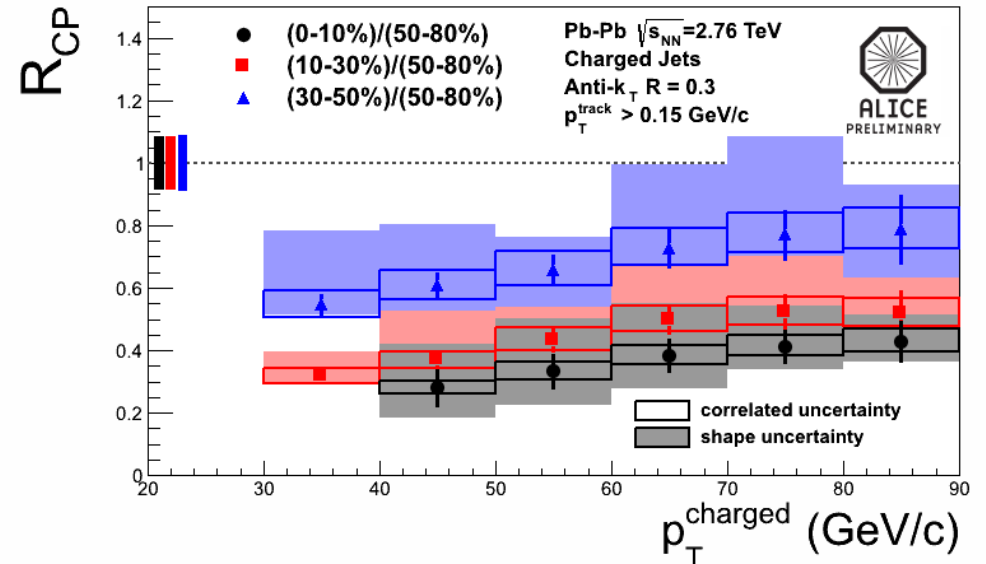 R_CP
1.4
1.2
1
0.8
0.6
0.4
0.2
0
(0-10%)/(50-80%)
(10-30%)/(50-80%)
(30-50%)/(50-80%)
Pb-Pb √s_NN=2.76 TeV
Charged Jets
Anti-k_T R = 0.3
p_T^track > 0.15 GeV/c
ALICE
PRELIMINARY
correlated uncertainty
shape uncertainty
20 30 40 50 60 70 80 90
p_T^charged (GeV/c)